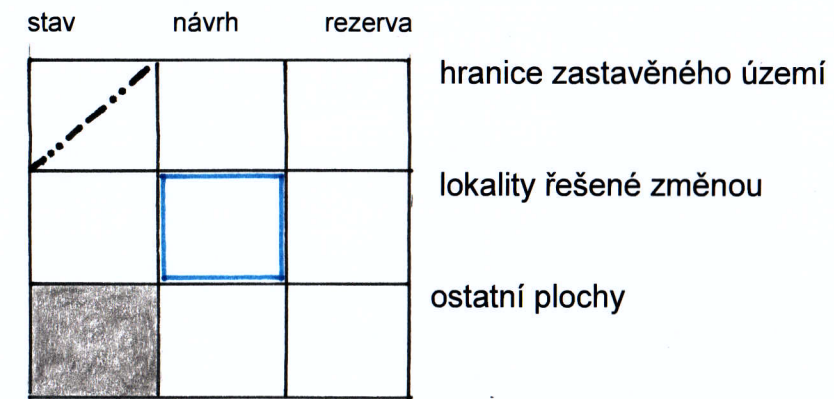 stav návrh rezerva
hranice zastavěného území
lokality řešené změnou
ostatní plochy